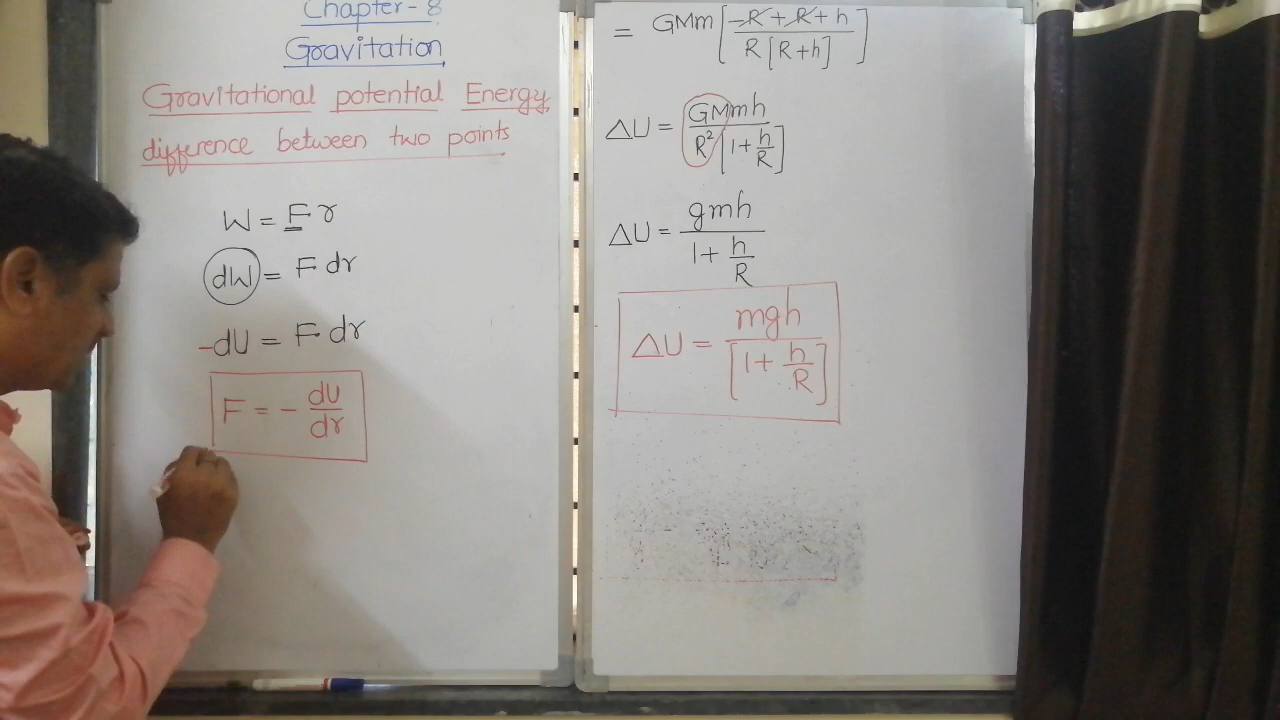 Chapter - 8
Gravitation
Gravitational potential Energy,
difference between two points
W = F r
dW = F dr
-dU = F dr
F = - dU/dr
= GMm [ -R + R + h / R [R+h] ]
ΔU = GMmh / R² [1 + h/R]
ΔU = gmh / 1 + h/R
ΔU = mgh / [1 + h/R]